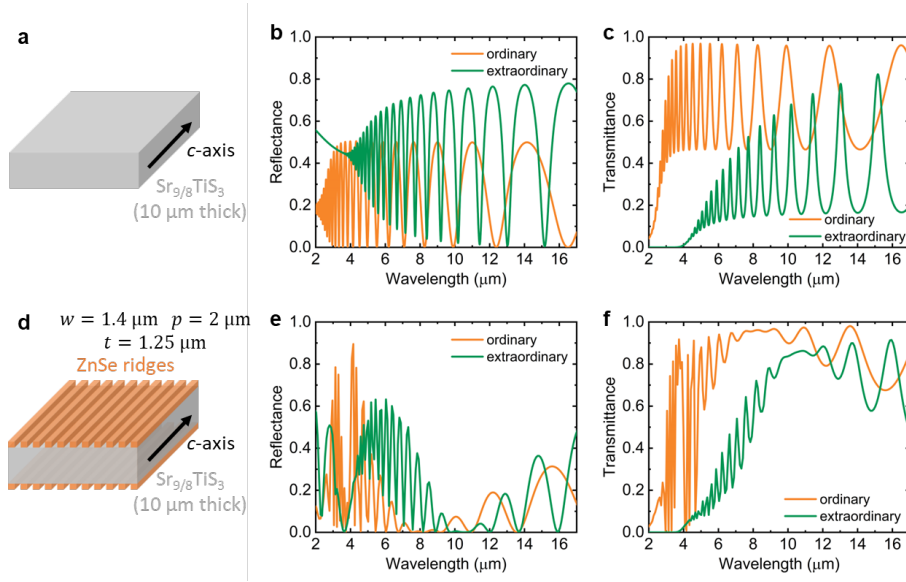 a
c-axis
Sr9/8TiS3
(10 μm thick)
b
ordinary
extraordinary
Reflectance
1.0
0.8
0.6
0.4
0.2
0.0
2 4 6 8 10 12 14 16
Wavelength (μm)
c
ordinary
extraordinary
Transmittance
1.0
0.8
0.6
0.4
0.2
0.0
2 4 6 8 10 12 14 16
Wavelength (μm)
d
w = 1.4 μm p = 2 μm
t = 1.25 μm
ZnSe ridges
c-axis
Sr9/8TiS3
(10 μm thick)
e
ordinary
extraordinary
Reflectance
1.0
0.8
0.6
0.4
0.2
0.0
2 4 6 8 10 12 14 16
Wavelength (μm)
f
ordinary
extraordinary
Transmittance
1.0
0.8
0.6
0.4
0.2
0.0
2 4 6 8 10 12 14 16
Wavelength (μm)